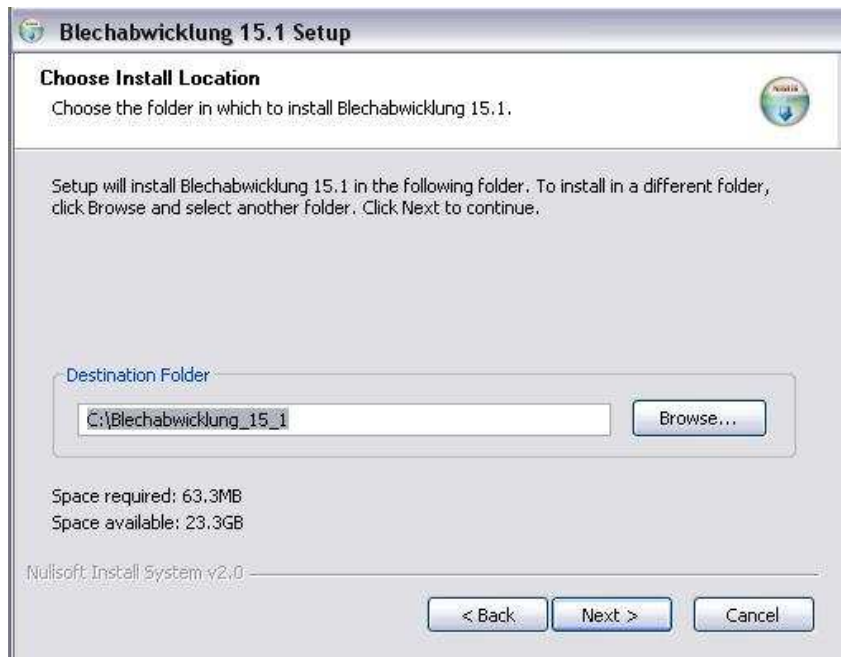 Blechabwicklung 15.1 Setup
Choose Install Location
Choose the folder in which to install Blechabwicklung 15.1.
Setup will install Blechabwicklung 15.1 in the following folder. To install in a different folder,
click Browse and select another folder. Click Next to continue.
Destination Folder
C:\Blechabwicklung_15_1
Browse...
Space required: 63.3MB
Space available: 23.3GB
Nullsoft Install System v2.0
< Back
Next >
Cancel